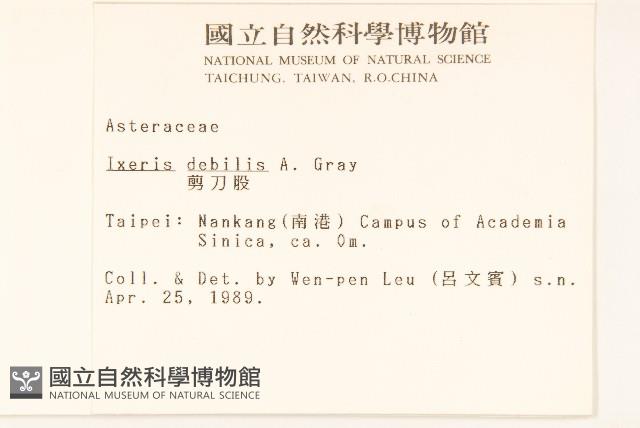 國立自然科學博物館
NATIONAL MUSEUM OF NATURAL SCIENCE
TAICHUNG, TAIWAN, R.O.CHINA
Asteraceae
Ixeris debilis A. Gray
剪刀股
Taipei: Nankang(南港) Campus of Academia
Sinica, ca. 0m.
Coll. & Det. by Wen-pen Leu (呂文賓) s.n.
Apr. 25, 1989.
國立自然科學博物館
NATIONAL MUSEUM OF NATURAL SCIENCE